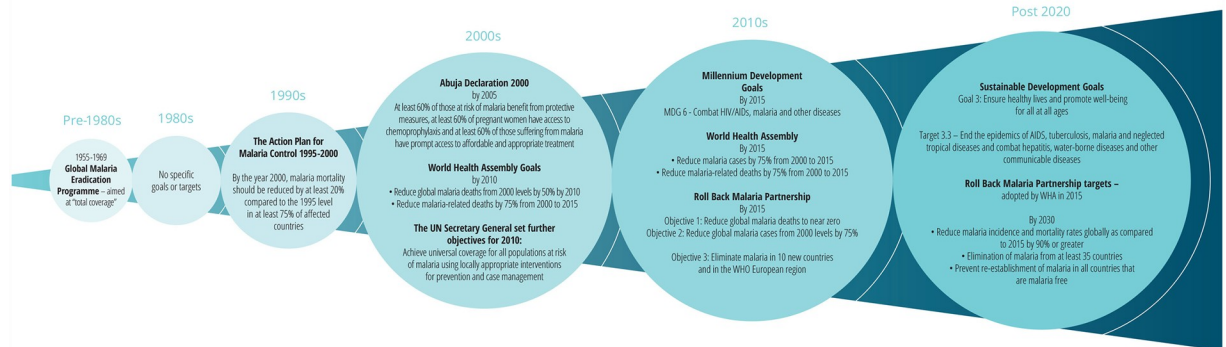 Pre-1980s
1955-1969
Global Malaria
Eradication
Programme – aimed
at “total coverage”
1980s
No specific
goals or targets
1990s
The Action Plan for
Malaria Control 1995-2000
By the year 2000, malaria mortality
should be reduced by at least 20%
compared to the 1995 level
in at least 75% of affected
countries
2000s
Abuja Declaration 2000
by 2005
At least 60% of those at risk of malaria benefit from protective
measures, at least 60% of pregnant women have access to
chemoprophylaxis and at least 60% of those suffering from malaria
have prompt access to affordable and appropriate treatment
World Health Assembly Goals
by 2010
• Reduce global malaria deaths from 2000 levels by 50% by 2010
• Reduce malaria-related deaths by 75% from 2000 to 2015
The UN Secretary General set further
objectives for 2010:
Achieve universal coverage for all populations at risk
of malaria using locally appropriate interventions
for prevention and case management
2010s
Millennium Development
Goals
By 2015
MDG 6 - Combat HIV/AIDs, malaria and other diseases
World Health Assembly
By 2015
• Reduce malaria cases by 75% from 2000 to 2015
• Reduce malaria-related deaths by 75% from 2000 to 2015
Roll Back Malaria Partnership
By 2015
Objective 1: Reduce global malaria deaths to near zero
Objective 2: Reduce global malaria cases from 2000 levels by 75%
Objective 3: Eliminate malaria in 10 new countries
and in the WHO European region
Post 2020
Sustainable Development Goals
Goal 3: Ensure healthy lives and promote well-being
for all at all ages
Target 3.3 – End the epidemics of AIDS, tuberculosis, malaria and neglected
tropical diseases and combat hepatitis, water-borne diseases and other
communicable diseases
Roll Back Malaria Partnership targets –
adopted by WHA in 2015
By 2030
• Reduce malaria incidence and mortality rates globally as compared
to 2015 by 90% or greater
• Elimination of malaria from at least 35 countries
• Prevent re-establishment of malaria in all countries that
are malaria free